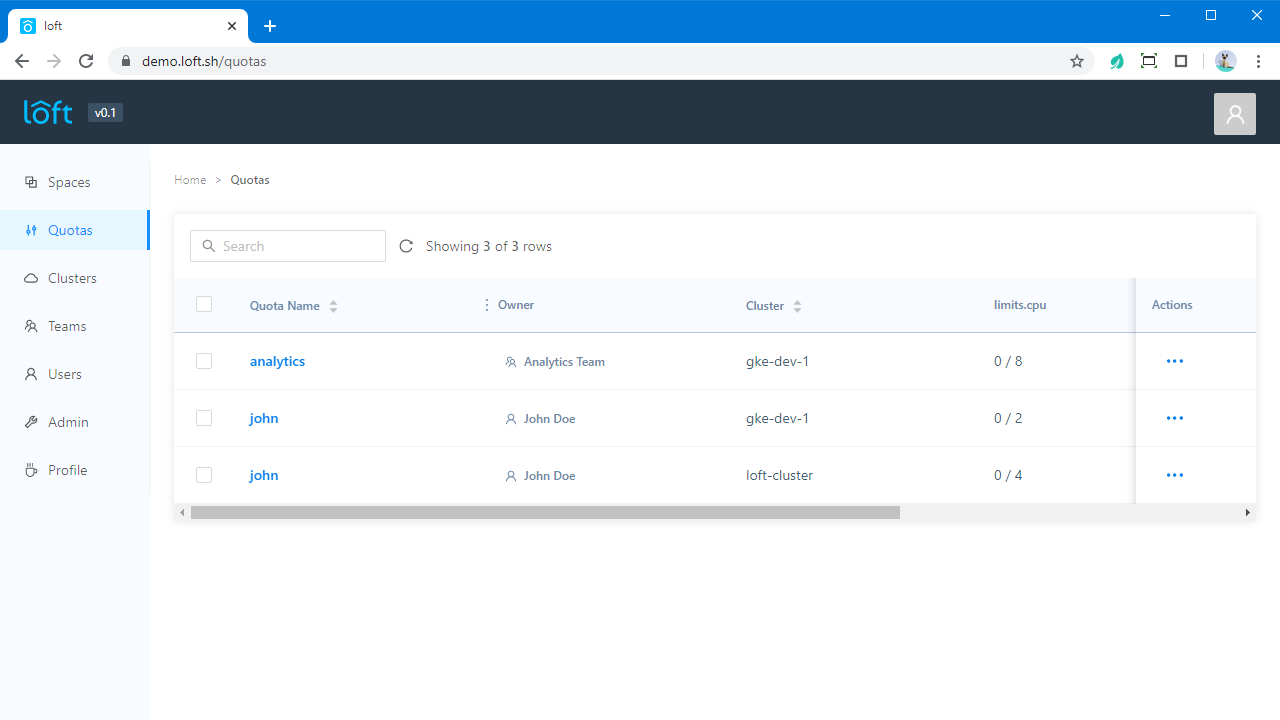 loft
demo.loft.sh/quotas
loft v0.1
Spaces
Quotas
Clusters
Teams
Users
Admin
Profile
Home > Quotas
Search Showing 3 of 3 rows
Quota Name Owner Cluster limits.cpu Actions
analytics Analytics Team gke-dev-1 0 / 8
john John Doe gke-dev-1 0 / 2
john John Doe loft-cluster 0 / 4